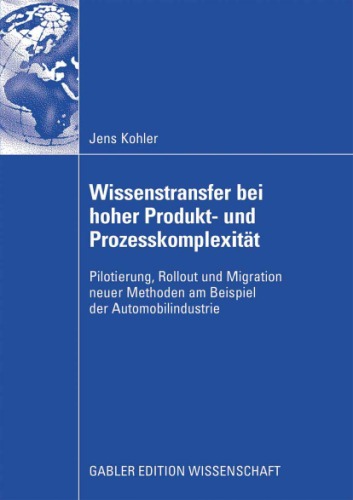 Jens Kohler
Wissenstransfer bei
hoher Produkt- und
Prozesskomplexität
Pilotierung, Rollout und Migration
neuer Methoden am Beispiel
der Automobilindustrie
GABLER EDITION WISSENSCHAFT